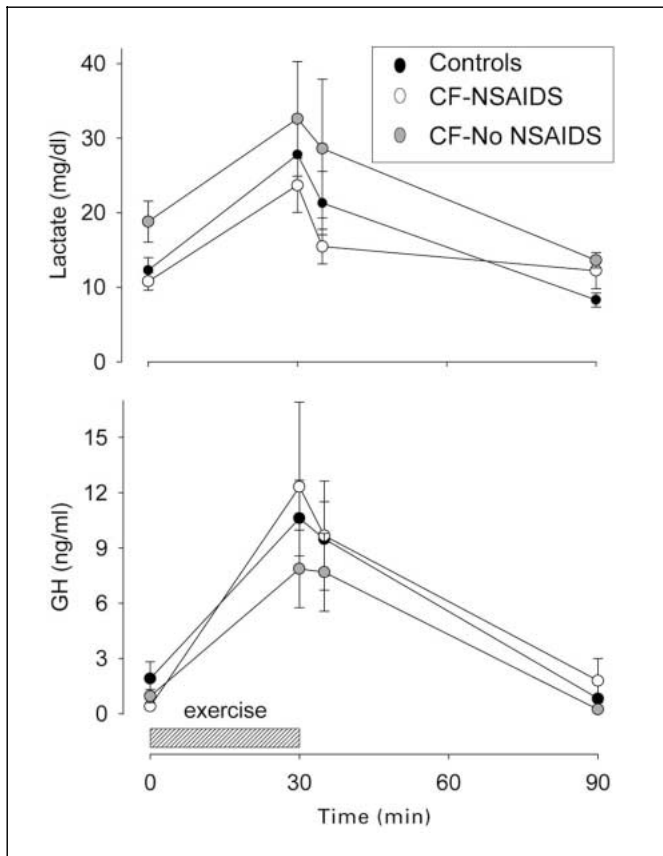 40
30
20
10
0
Lactate (mg/dl)
Controls
CF-NSAIDS
CF-No NSAIDS
15
12
9
6
3
0
GH (ng/ml)
exercise
0
30
60
90
Time (min)